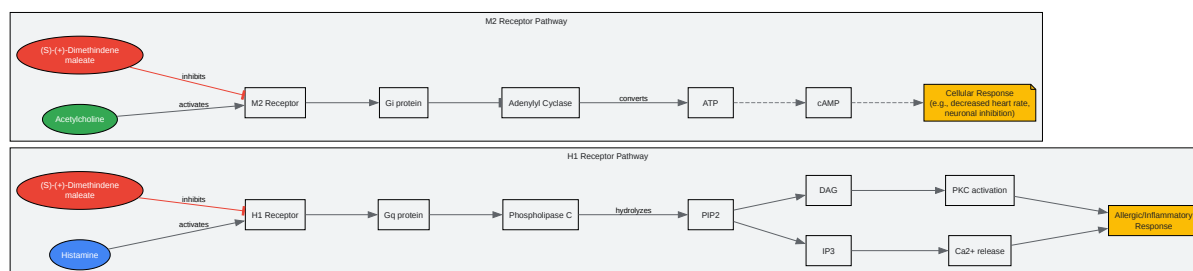 M2 Receptor Pathway
(S)-(+)-Dimethindene
maleate
inhibits
Acetylcholine
activates
M2 Receptor
Gi protein
Adenylyl Cyclase
converts
ATP
cAMP
Cellular Response
(e.g., decreased heart rate,
neuronal inhibition)
H1 Receptor Pathway
(S)-(+)-Dimethindene
maleate
inhibits
Histamine
activates
H1 Receptor
Gq protein
Phospholipase C
hydrolyzes
PIP2
DAG
PKC activation
IP3
Ca2+ release
Allergic/Inflammatory
Response